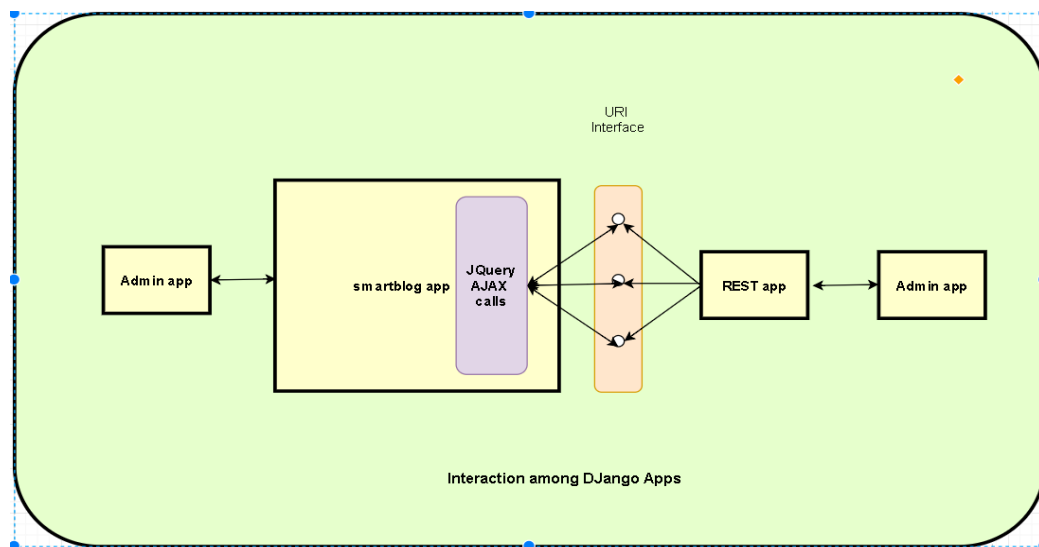 URI
Interface
Admin app
smartblog app
JQuery
AJAX
calls
REST app
Admin app
Interaction among DJango Apps